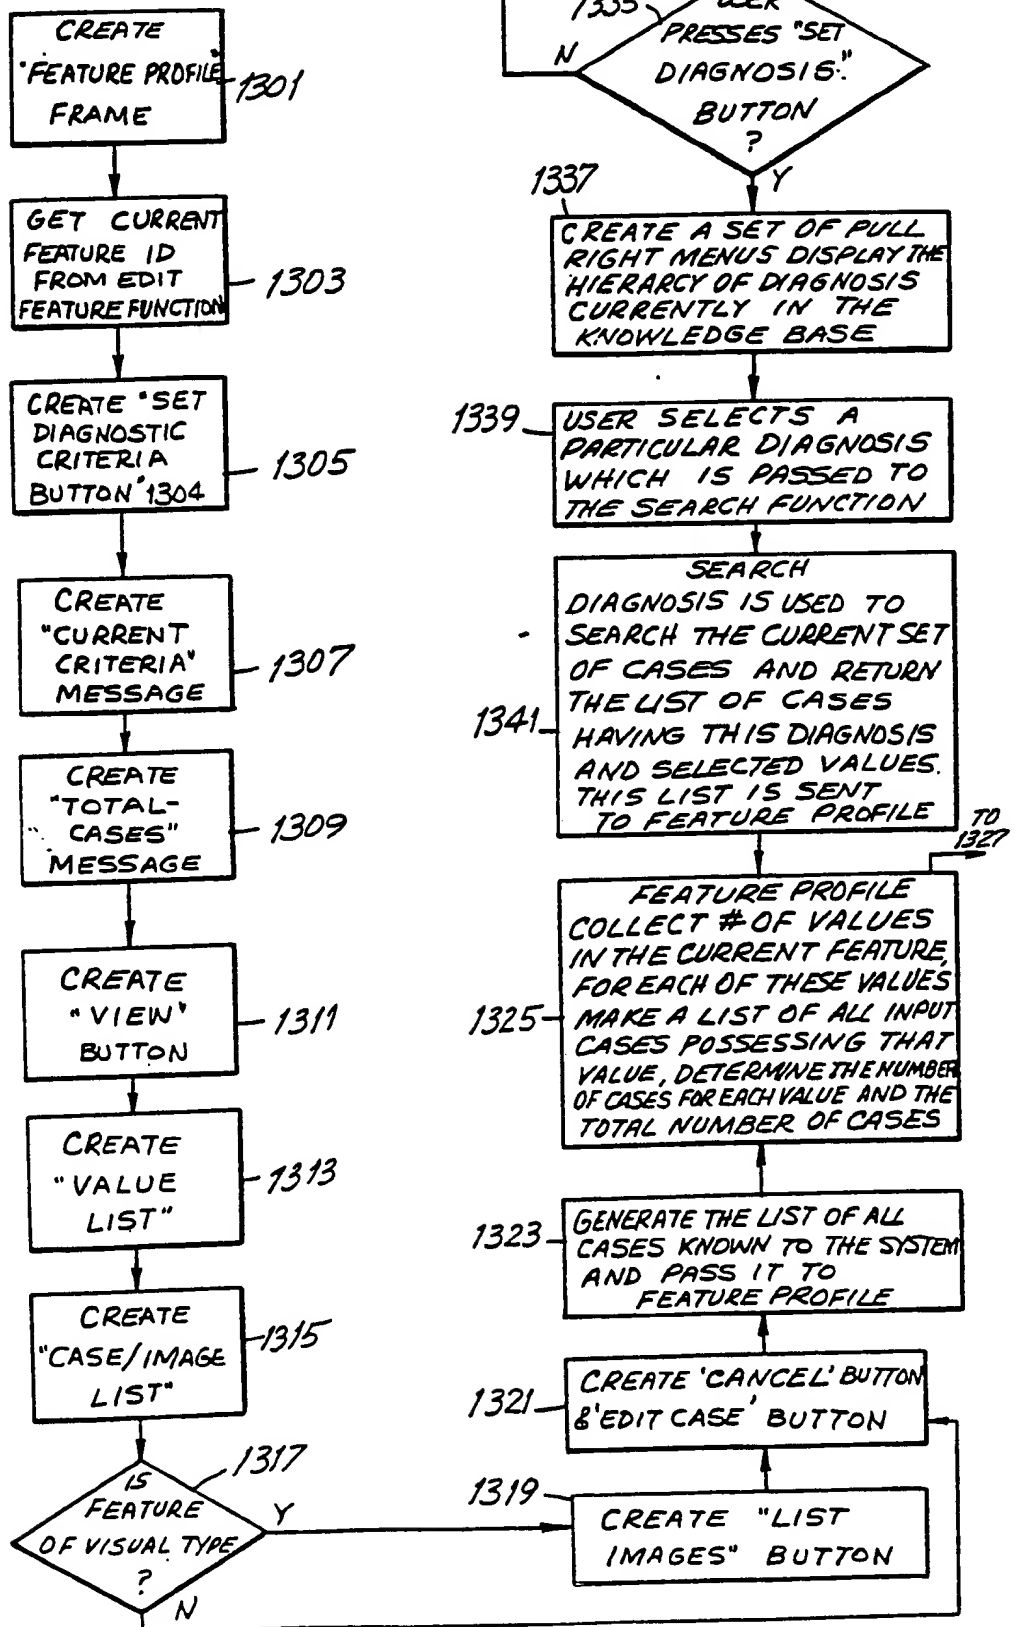 CREATE
"FEATURE PROFILE"
FRAME
1301
GET CURRENT
FEATURE ID
FROM EDIT
FEATURE FUNCTION
1303
CREATE "SET
DIAGNOSTIC
CRITERIA
BUTTON" 1304
1305
CREATE
"CURRENT
CRITERIA"
MESSAGE
1307
CREATE
"TOTAL-
CASES"
MESSAGE
1309
CREATE
"VIEW"
BUTTON
1311
CREATE
"VALUE
LIST"
1313
CREATE
"CASE/IMAGE
LIST"
1315
1317
IS
FEATURE
OF VISUAL TYPE
?
Y
N
1335
USER
PRESSES "SET
DIAGNOSIS."
BUTTON
?
N
Y
1337
CREATE A SET OF PULL
RIGHT MENUS DISPLAY THE
HIERARCY OF DIAGNOSIS
CURRENTLY IN THE
KNOWLEDGE BASE
1339
USER SELECTS A
PARTICULAR DIAGNOSIS
WHICH IS PASSED TO
THE SEARCH FUNCTION
SEARCH
DIAGNOSIS IS USED TO
SEARCH THE CURRENT SET
OF CASES AND RETURN
THE LIST OF CASES
HAVING THIS DIAGNOSIS
AND SELECTED VALUES.
THIS LIST IS SENT
TO FEATURE PROFILE
1341
TO
1327
FEATURE PROFILE
COLLECT # OF VALUES
IN THE CURRENT FEATURE,
FOR EACH OF THESE VALUES
MAKE A LIST OF ALL INPUT
CASES POSSESSING THAT
VALUE, DETERMINE THE NUMBER
OF CASES FOR EACH VALUE AND THE
TOTAL NUMBER OF CASES
1325
1323
GENERATE THE LIST OF ALL
CASES KNOWN TO THE SYSTEM
AND PASS IT TO
FEATURE PROFILE
1321
CREATE 'CANCEL' BUTTON
& 'EDIT CASE' BUTTON
1319
CREATE "LIST
IMAGES" BUTTON